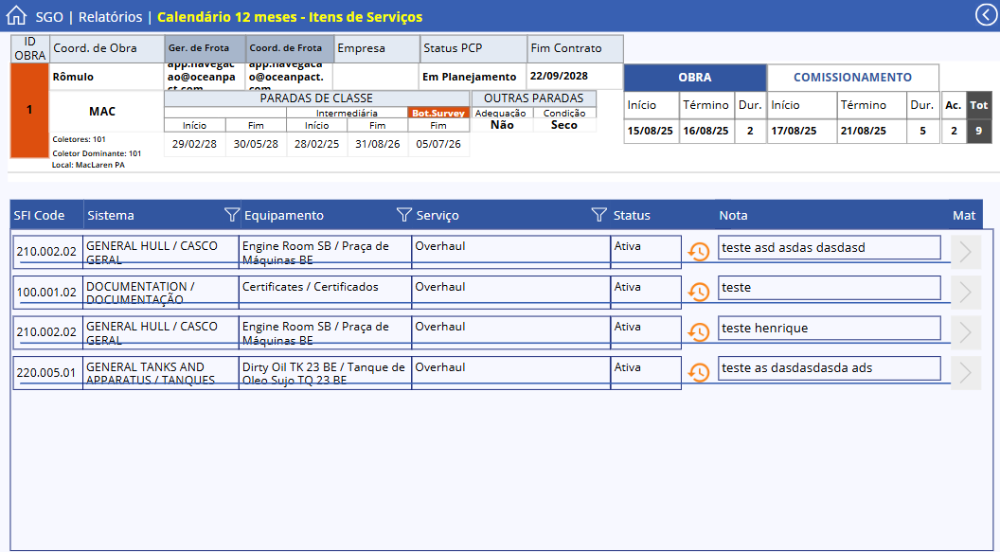 SGO | Relatórios | Calendário 12 meses - Itens de Serviços
ID OBRA
Coord. de Obra
Ger. de Frota
Coord. de Frota
Empresa
Status PCP
Fim Contrato
1
Rômulo
app.navegac
ao@oceanpa
ct.com
app.navegaca
o@oceanpact.
com
Em Planejamento
22/09/2028
MAC
Coletores: 101
Coletor Dominante: 101
Local: MacLaren PA
PARADAS DE CLASSE
Intermediária
Bot.Survey
Início
Fim
Início
Fim
Fim
29/02/28
30/05/28
28/02/25
31/08/26
05/07/26
OUTRAS PARADAS
Adequação
Condição
Não
Seco
OBRA
COMISSIONAMENTO
Início
Término
Dur.
Início
Término
Dur.
Ac.
Tot
15/08/25
16/08/25
2
17/08/25
21/08/25
5
2
9
SFI Code
Sistema
Equipamento
Serviço
Status
Nota
Mat
210.002.02
GENERAL HULL / CASCO
GERAL
Engine Room SB / Praça de
Máquinas BE
Overhaul
Ativa
teste asd asdas dasdasd
100.001.02
DOCUMENTATION /
DOCUMENTAÇÃO
Certificates / Certificados
Overhaul
Ativa
teste
210.002.02
GENERAL HULL / CASCO
GERAL
Engine Room SB / Praça de
Máquinas BE
Overhaul
Ativa
teste henrique
220.005.01
GENERAL TANKS AND
APPARATUS / TANQUES
Dirty Oil TK 23 BE / Tanque de
Oleo Sujo TQ 23 BE
Overhaul
Ativa
teste as dasdasdasda ads